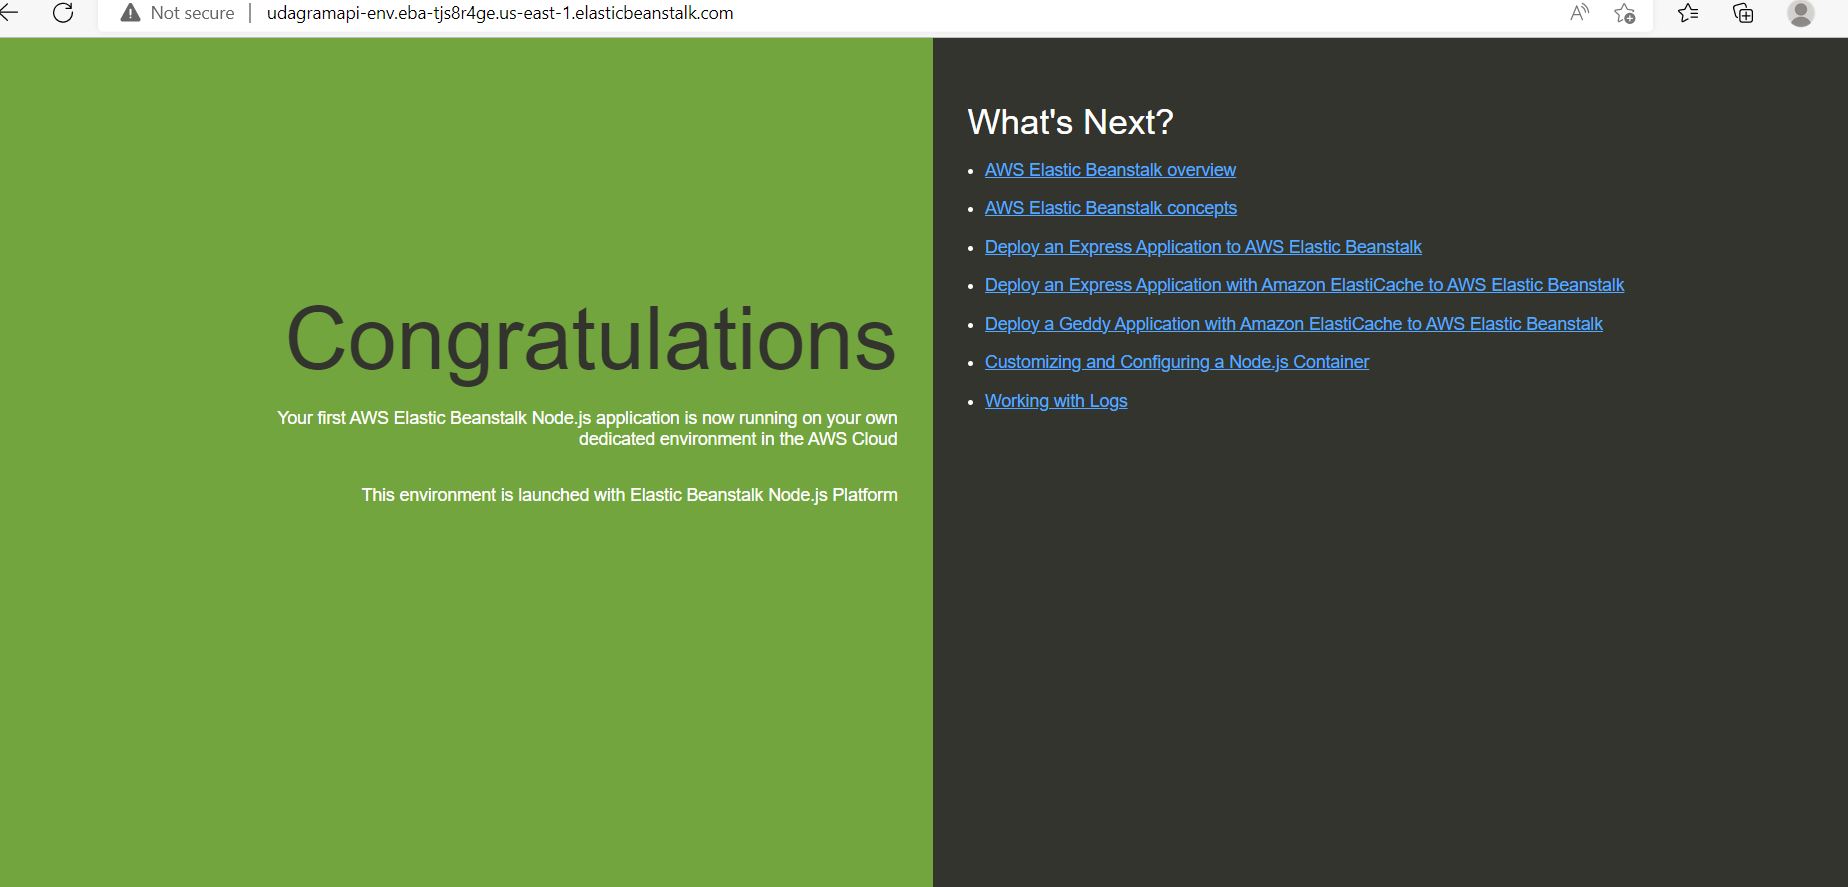 Not secure | udagramapi-env.eba-tjs8r4ge.us-east-1.elasticbeanstalk.com
Congratulations
Your first AWS Elastic Beanstalk Node.js application is now running on your own
dedicated environment in the AWS Cloud
This environment is launched with Elastic Beanstalk Node.js Platform
What's Next?
AWS Elastic Beanstalk overview
AWS Elastic Beanstalk concepts
Deploy an Express Application to AWS Elastic Beanstalk
Deploy an Express Application with Amazon ElastiCache to AWS Elastic Beanstalk
Deploy a Geddy Application with Amazon ElastiCache to AWS Elastic Beanstalk
Customizing and Configuring a Node.js Container
Working with Logs